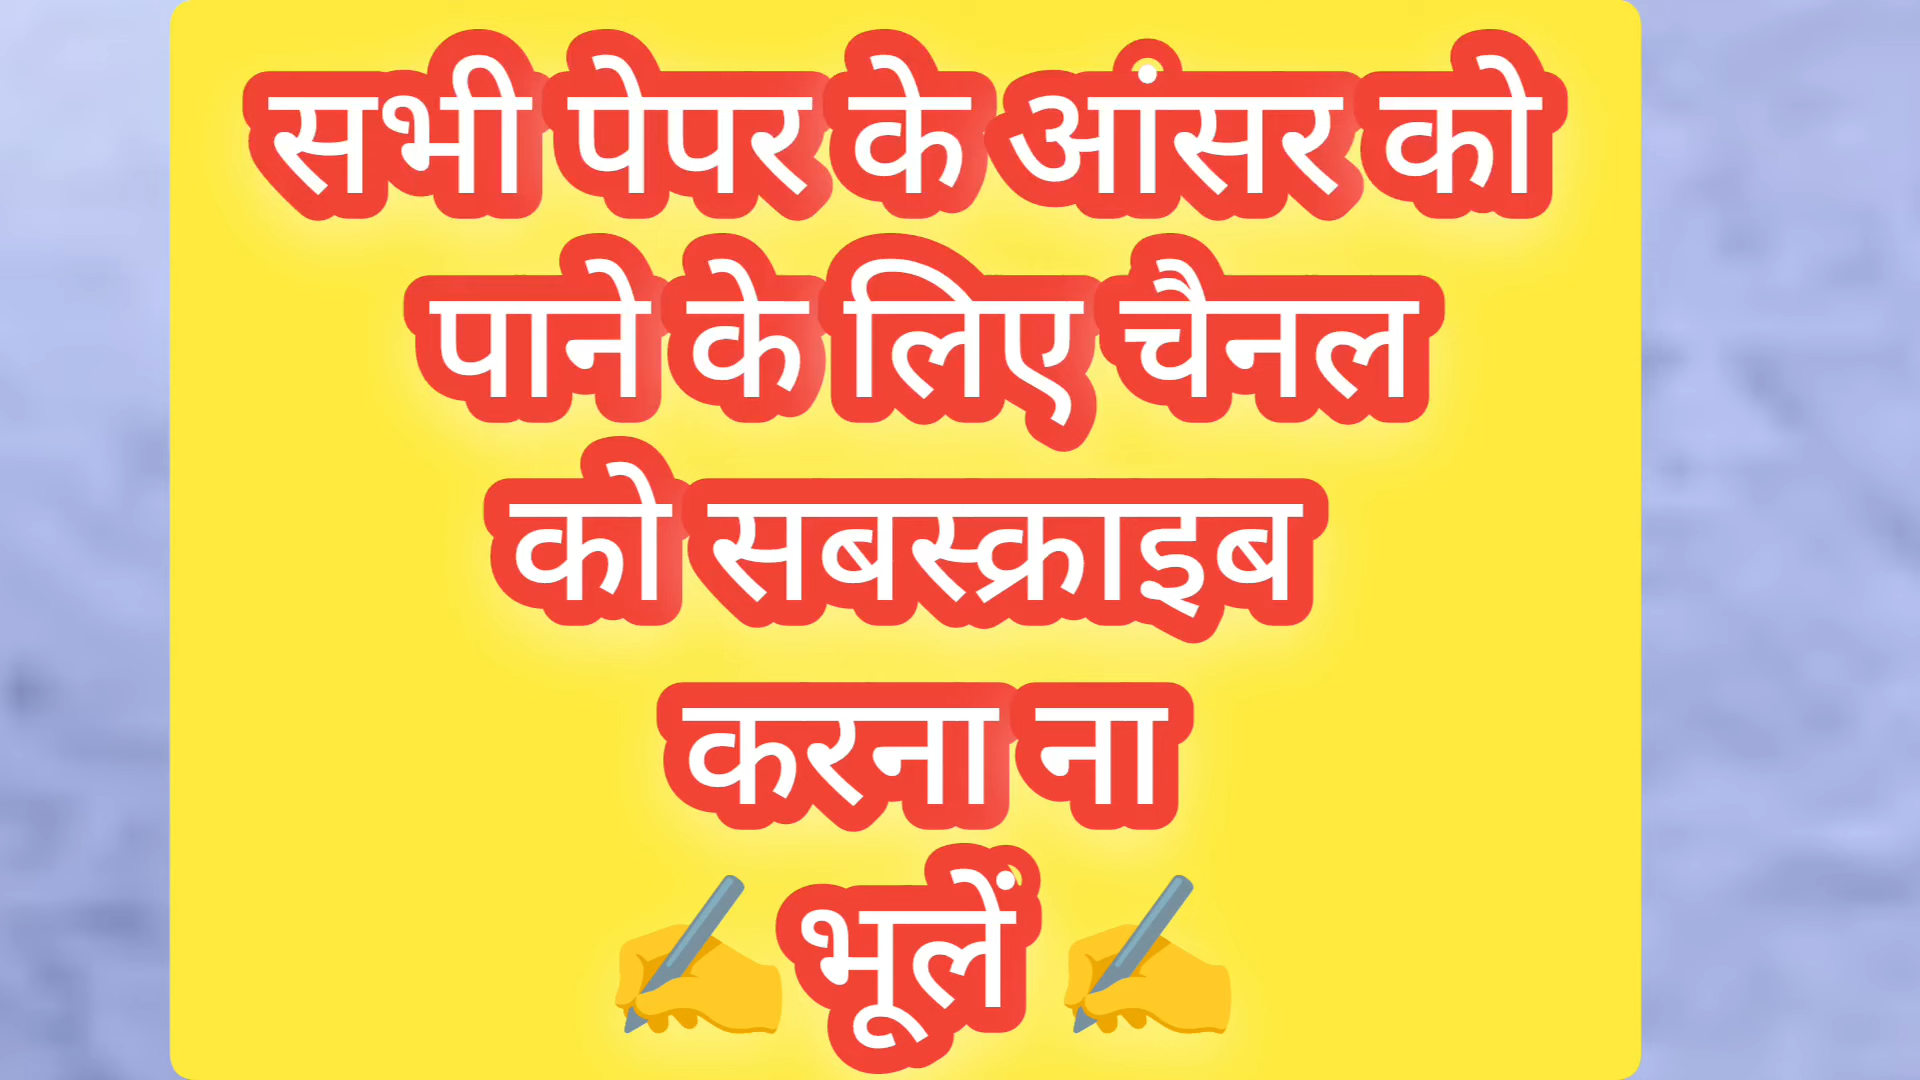 सभी पेपर के आंसर को
पाने के लिए चैनल
को सबस्क्राइब
करना ना
✍️ भूलें ✍️